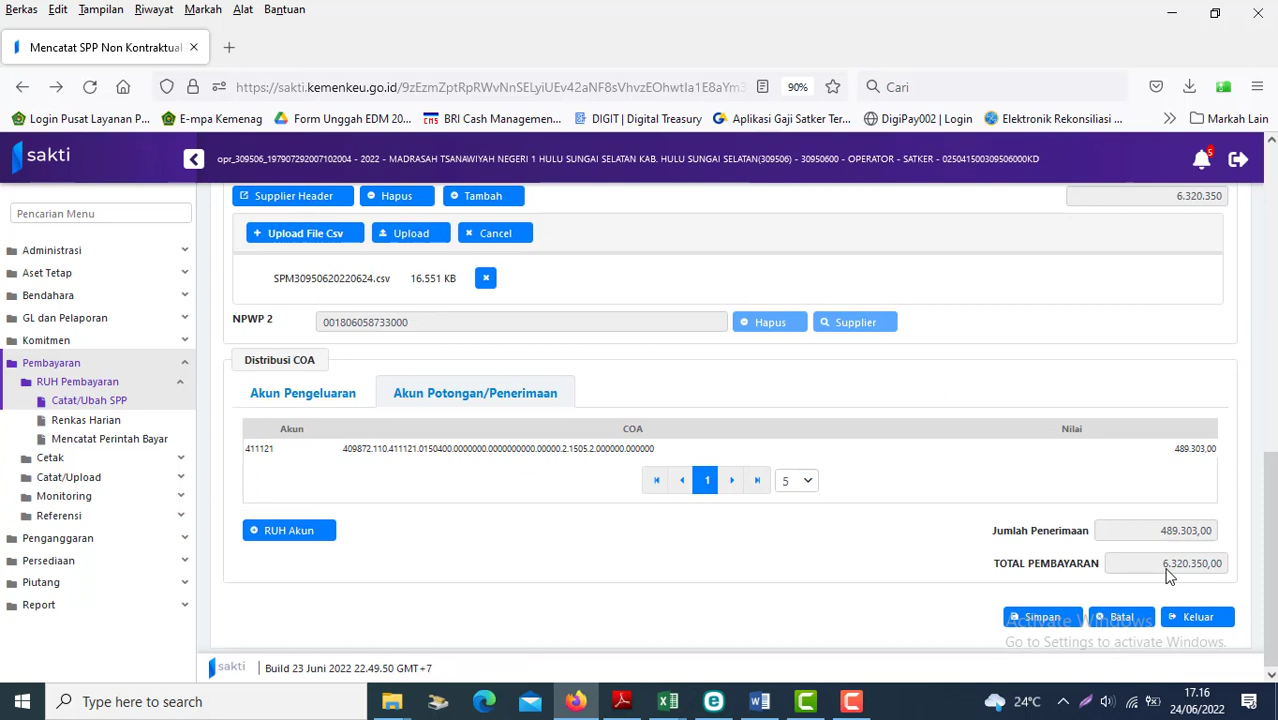 Berkas Edit Tampilan Riwayat Markah Alat Bantuan
Mencatat SPP Non Kontraktual
https://sakti.kemenkeu.go.id/9zEzmZptRpRWvNnSELyiUEv42aNF8sVhvzEOhwtIa1E8aYm3 90% Cari
Login Pusat Layanan P... E-mpa Kemenag Form Unggah EDM 20... BRI Cash Managemen... DIGIT | Digital Treasury Aplikasi Gaji Satker Ter... DigiPay002 | Login Elektronik Rekonsiliasi ... Markah Lain
sakti
opr_309506_197907292007102004 - 2022 - MADRASAH TSANAWIYAH NEGERI 1 HULU SUNGAI SELATAN KAB. HULU SUNGAI SELATAN(309506) - 30950600 - OPERATOR - SATKER - 025041500309506000KD
5
Pencarian Menu
Administrasi
Aset Tetap
Bendahara
GL dan Pelaporan
Komitmen
Pembayaran
RUH Pembayaran
Catat/Ubah SPP
Renkas Harian
Mencatat Perintah Bayar
Cetak
Catat/Upload
Monitoring
Referensi
Penganggaran
Persediaan
Piutang
Report
Supplier Header Hapus Tambah 6.320.350
Upload File Csv Upload Cancel
SPM30950620220624.csv 16.551 KB
NPWP 2 001806058733000 Hapus Supplier
Distribusi COA
Akun Pengeluaran Akun Potongan/Penerimaan
Akun COA Nilai
411121 409872.110.411121.0150400.0000000.0000000000.00000.2.1505.2.000000.000000 489.303,00
1 5
RUH Akun Jumlah Penerimaan 489.303,00
TOTAL PEMBAYARAN 6.320.350,00
Simpan Batal Keluar
Activate Windows
Go to Settings to activate Windows.
sakti Build 23 Juni 2022 22.49.50 GMT+7
Type here to search 24°C 17.16
24/06/2022